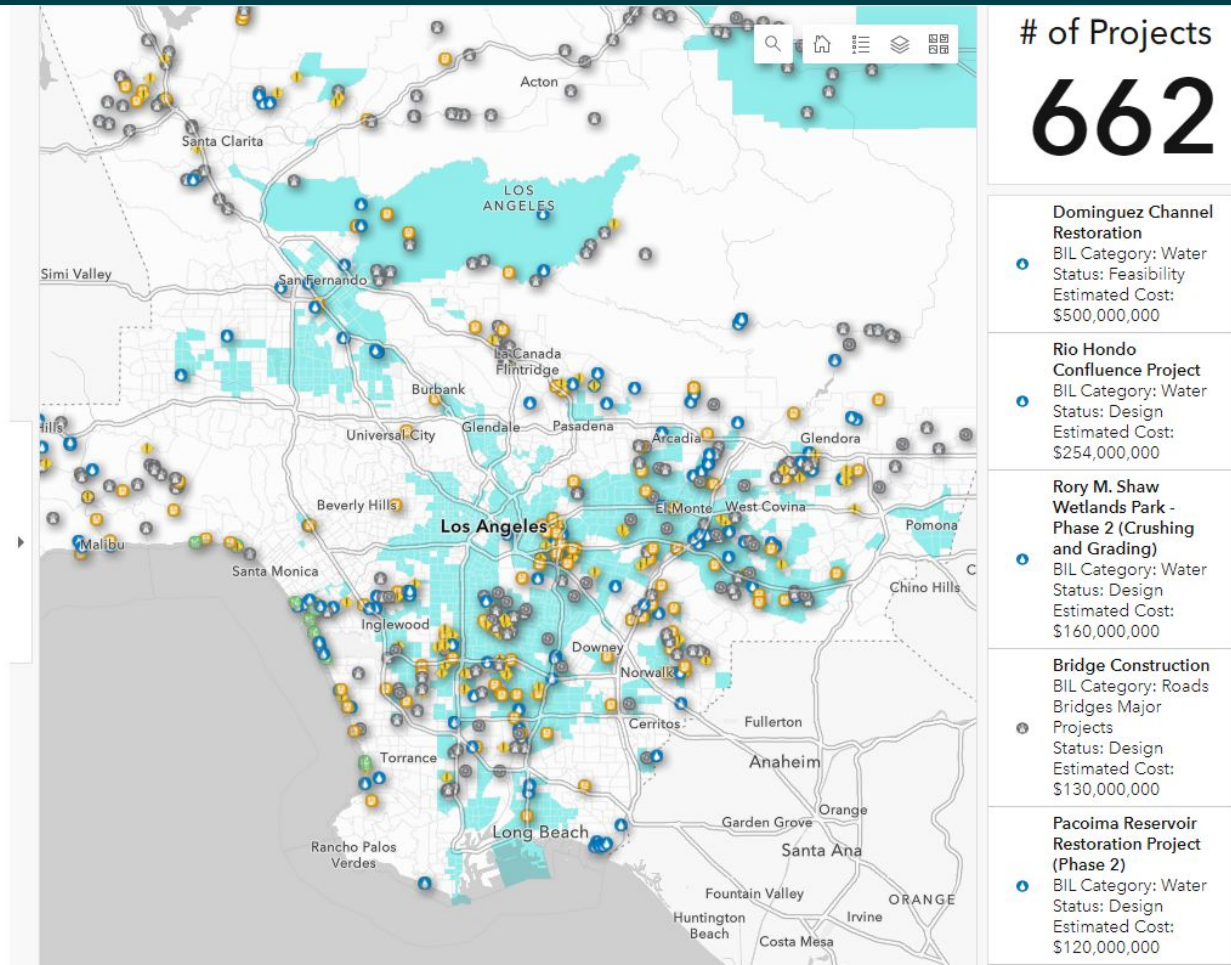 Acton
Santa Clarita
LOS
ANGELES
Simi Valley
San Fernando
La Canada
Flintridge
Burbank
Universal City
Glendale
Pasadena
Arcadia
Glendora
Beverly Hills
Los Angeles
El Monte
West Covina
Pomona
Malibu
Santa Monica
Chino Hills
Inglewood
Downey
Norwalk
Cerritos
Fullerton
Torrance
Anaheim
Orange
Garden Grove
Long Beach
Santa Ana
Rancho Palos
Verdes
Fountain Valley
ORANGE
Huntington
Beach
Irvine
Costa Mesa
# of Projects
662
Dominguez Channel
Restoration
BIL Category: Water
Status: Feasibility
Estimated Cost:
$500,000,000
Rio Hondo
Confluence Project
BIL Category: Water
Status: Design
Estimated Cost:
$254,000,000
Rory M. Shaw
Wetlands Park -
Phase 2 (Crushing
and Grading)
BIL Category: Water
Status: Design
Estimated Cost:
$160,000,000
Bridge Construction
BIL Category: Roads
Bridges Major
Projects
Status: Design
Estimated Cost:
$130,000,000
Pacoima Reservoir
Restoration Project
(Phase 2)
BIL Category: Water
Status: Design
Estimated Cost:
$120,000,000